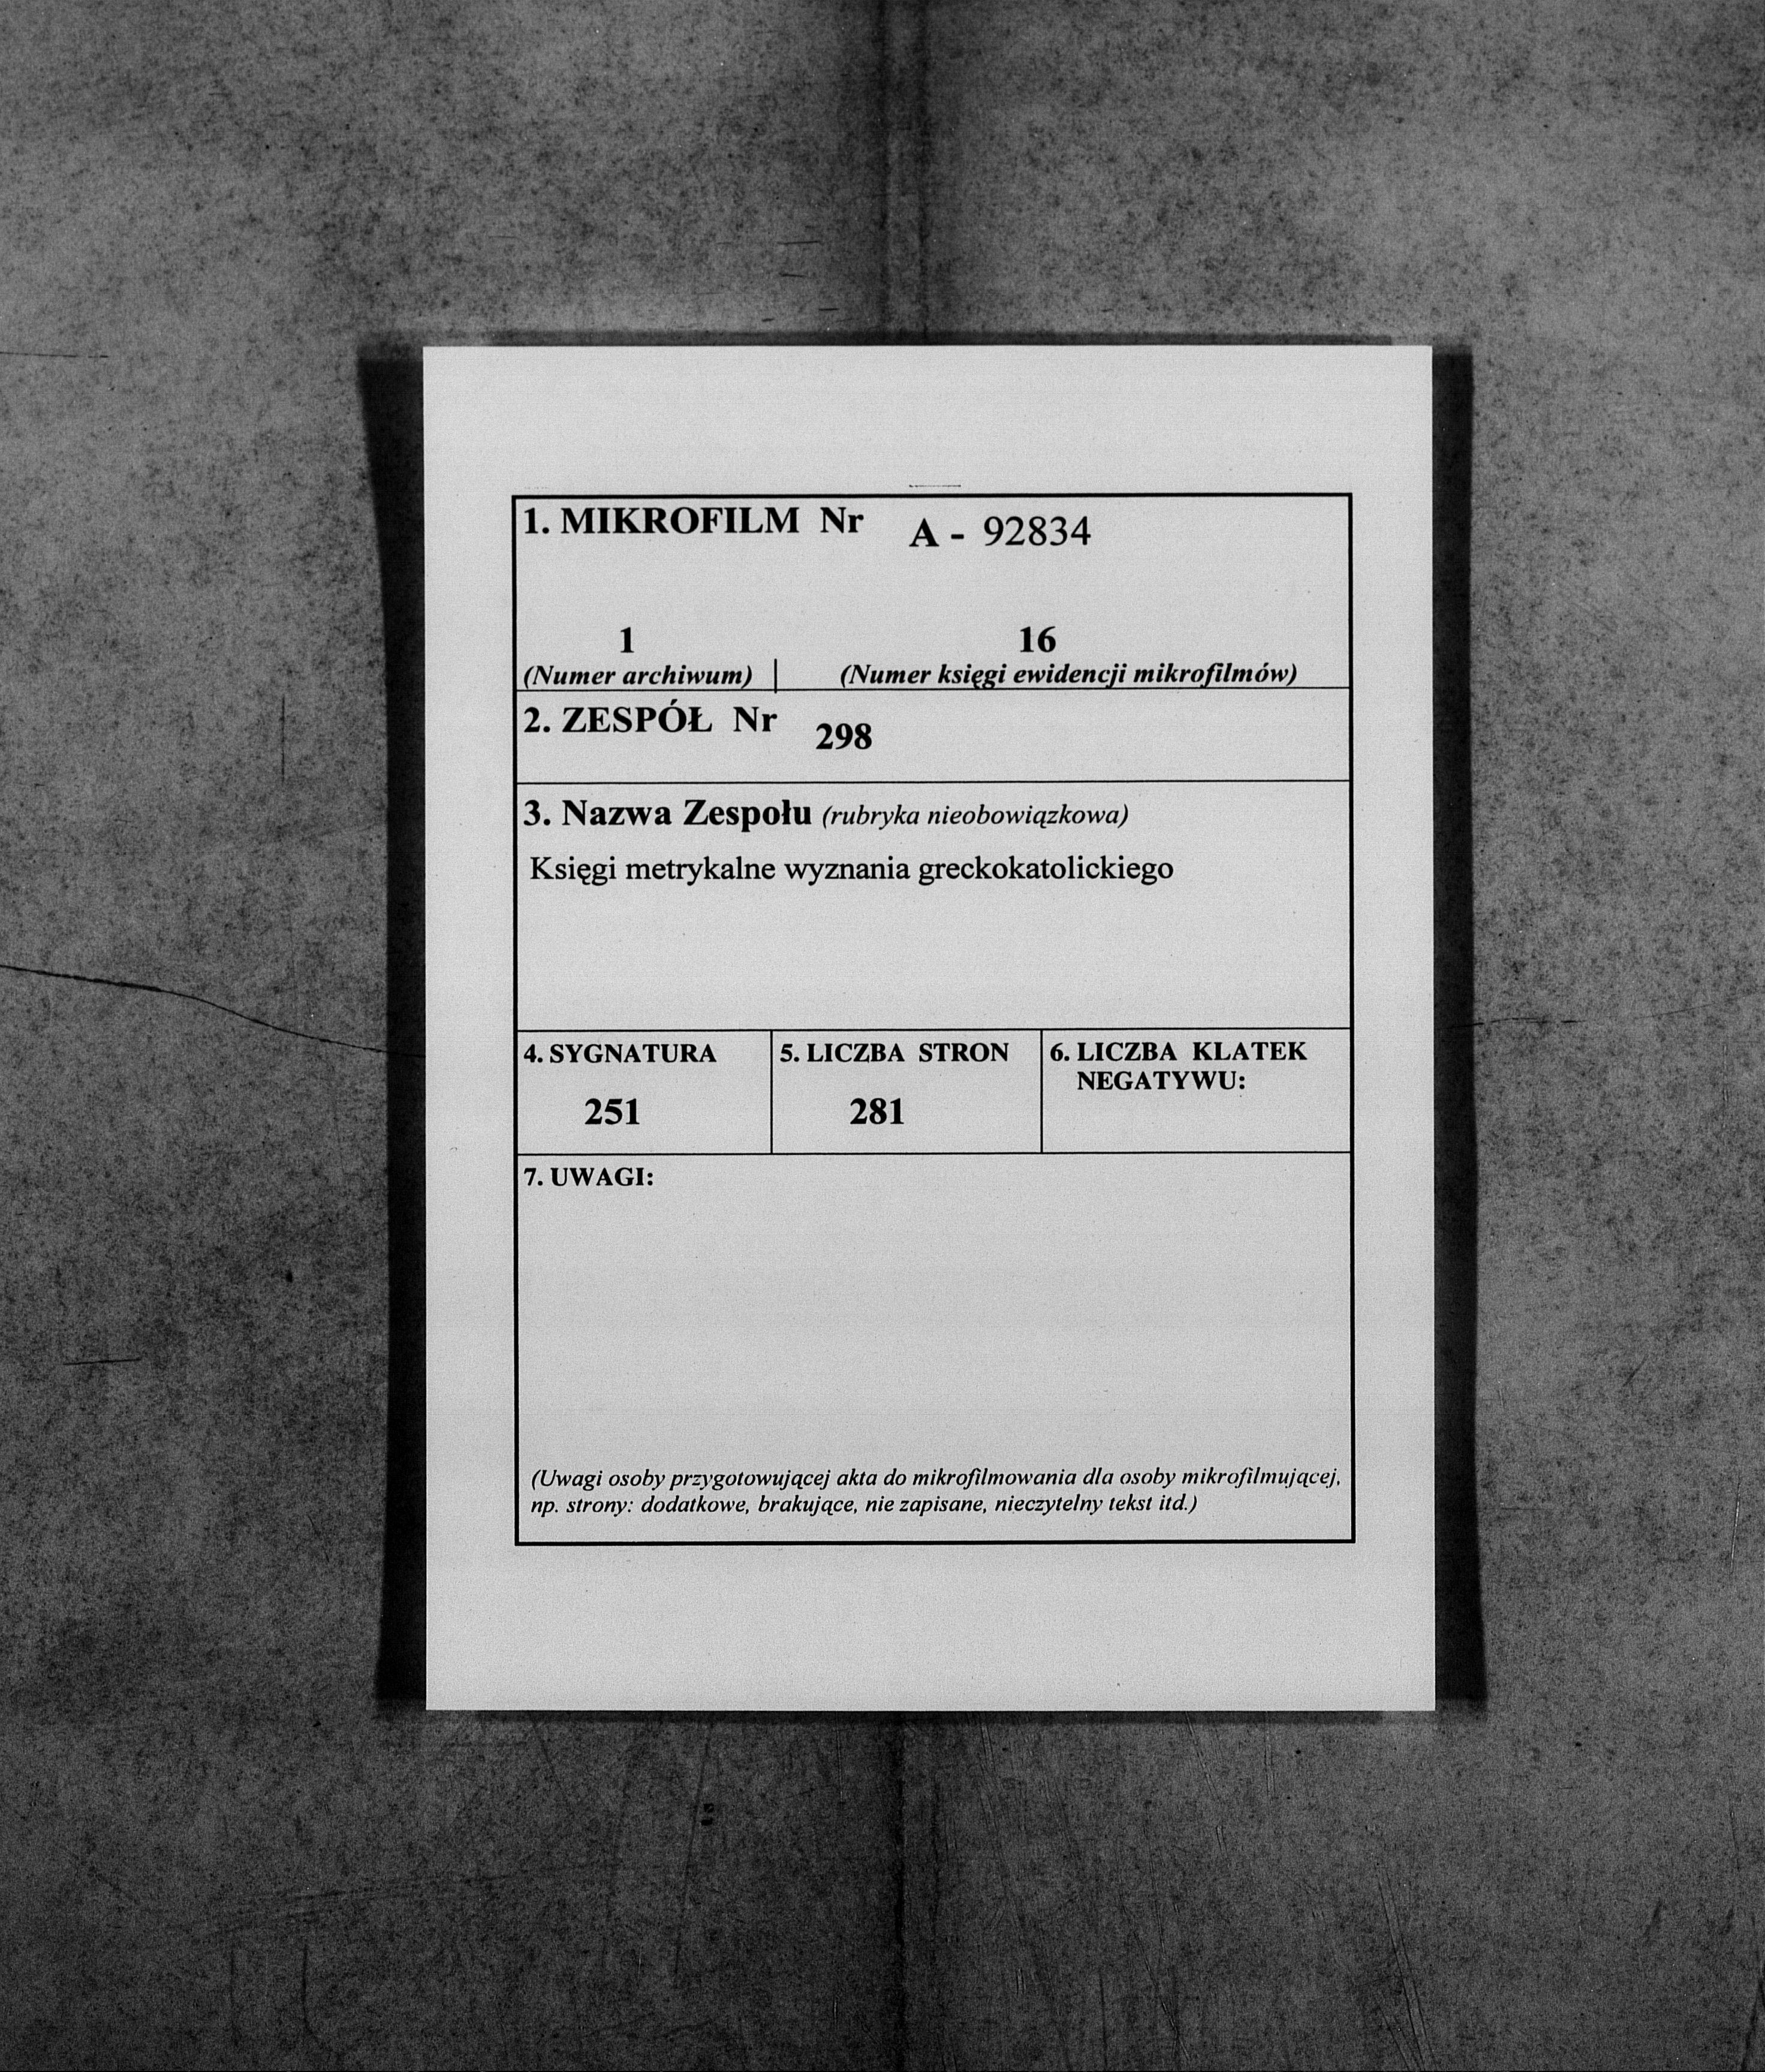 1. MIKROFILM Nr A - 92834
1 16
(Numer archiwum) (Numer księgi ewidencji mikrofilmów)
2. ZESPÓŁ Nr 298
3. Nazwa Zespołu (rubryka nieobowiązkowa)
Księgi metrykalne wyznania greckokatolickiego
4. SYGNATURA
251
5. LICZBA STRON
281
6. LICZBA KLATEK
NEGATYWU:
7. UWAGI:
(Uwagi osoby przygotowującej akta do mikrofilmowania dla osoby mikrofilmującej,
np. strony: dodatkowe, brakujące, nie zapisane, nieczytelny tekst itd.)